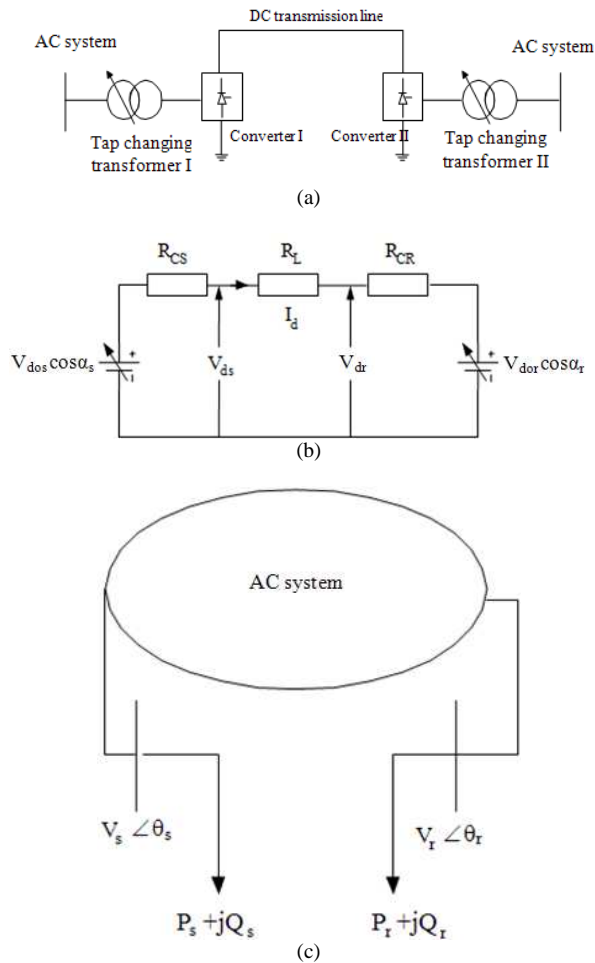 DC transmission line
AC system
AC system
Tap changing
transformer I
Converter I
Converter II
Tap changing
transformer II
(a)
R_CS
R_L
R_CR
I_d
V_dos cosα_s
+
-
V_ds
V_dr
+
-
V_dor cosα_r
(b)
AC system
V_s ∠θ_s
V_r ∠θ_r
P_s +jQ_s
P_r +jQ_r
(c)